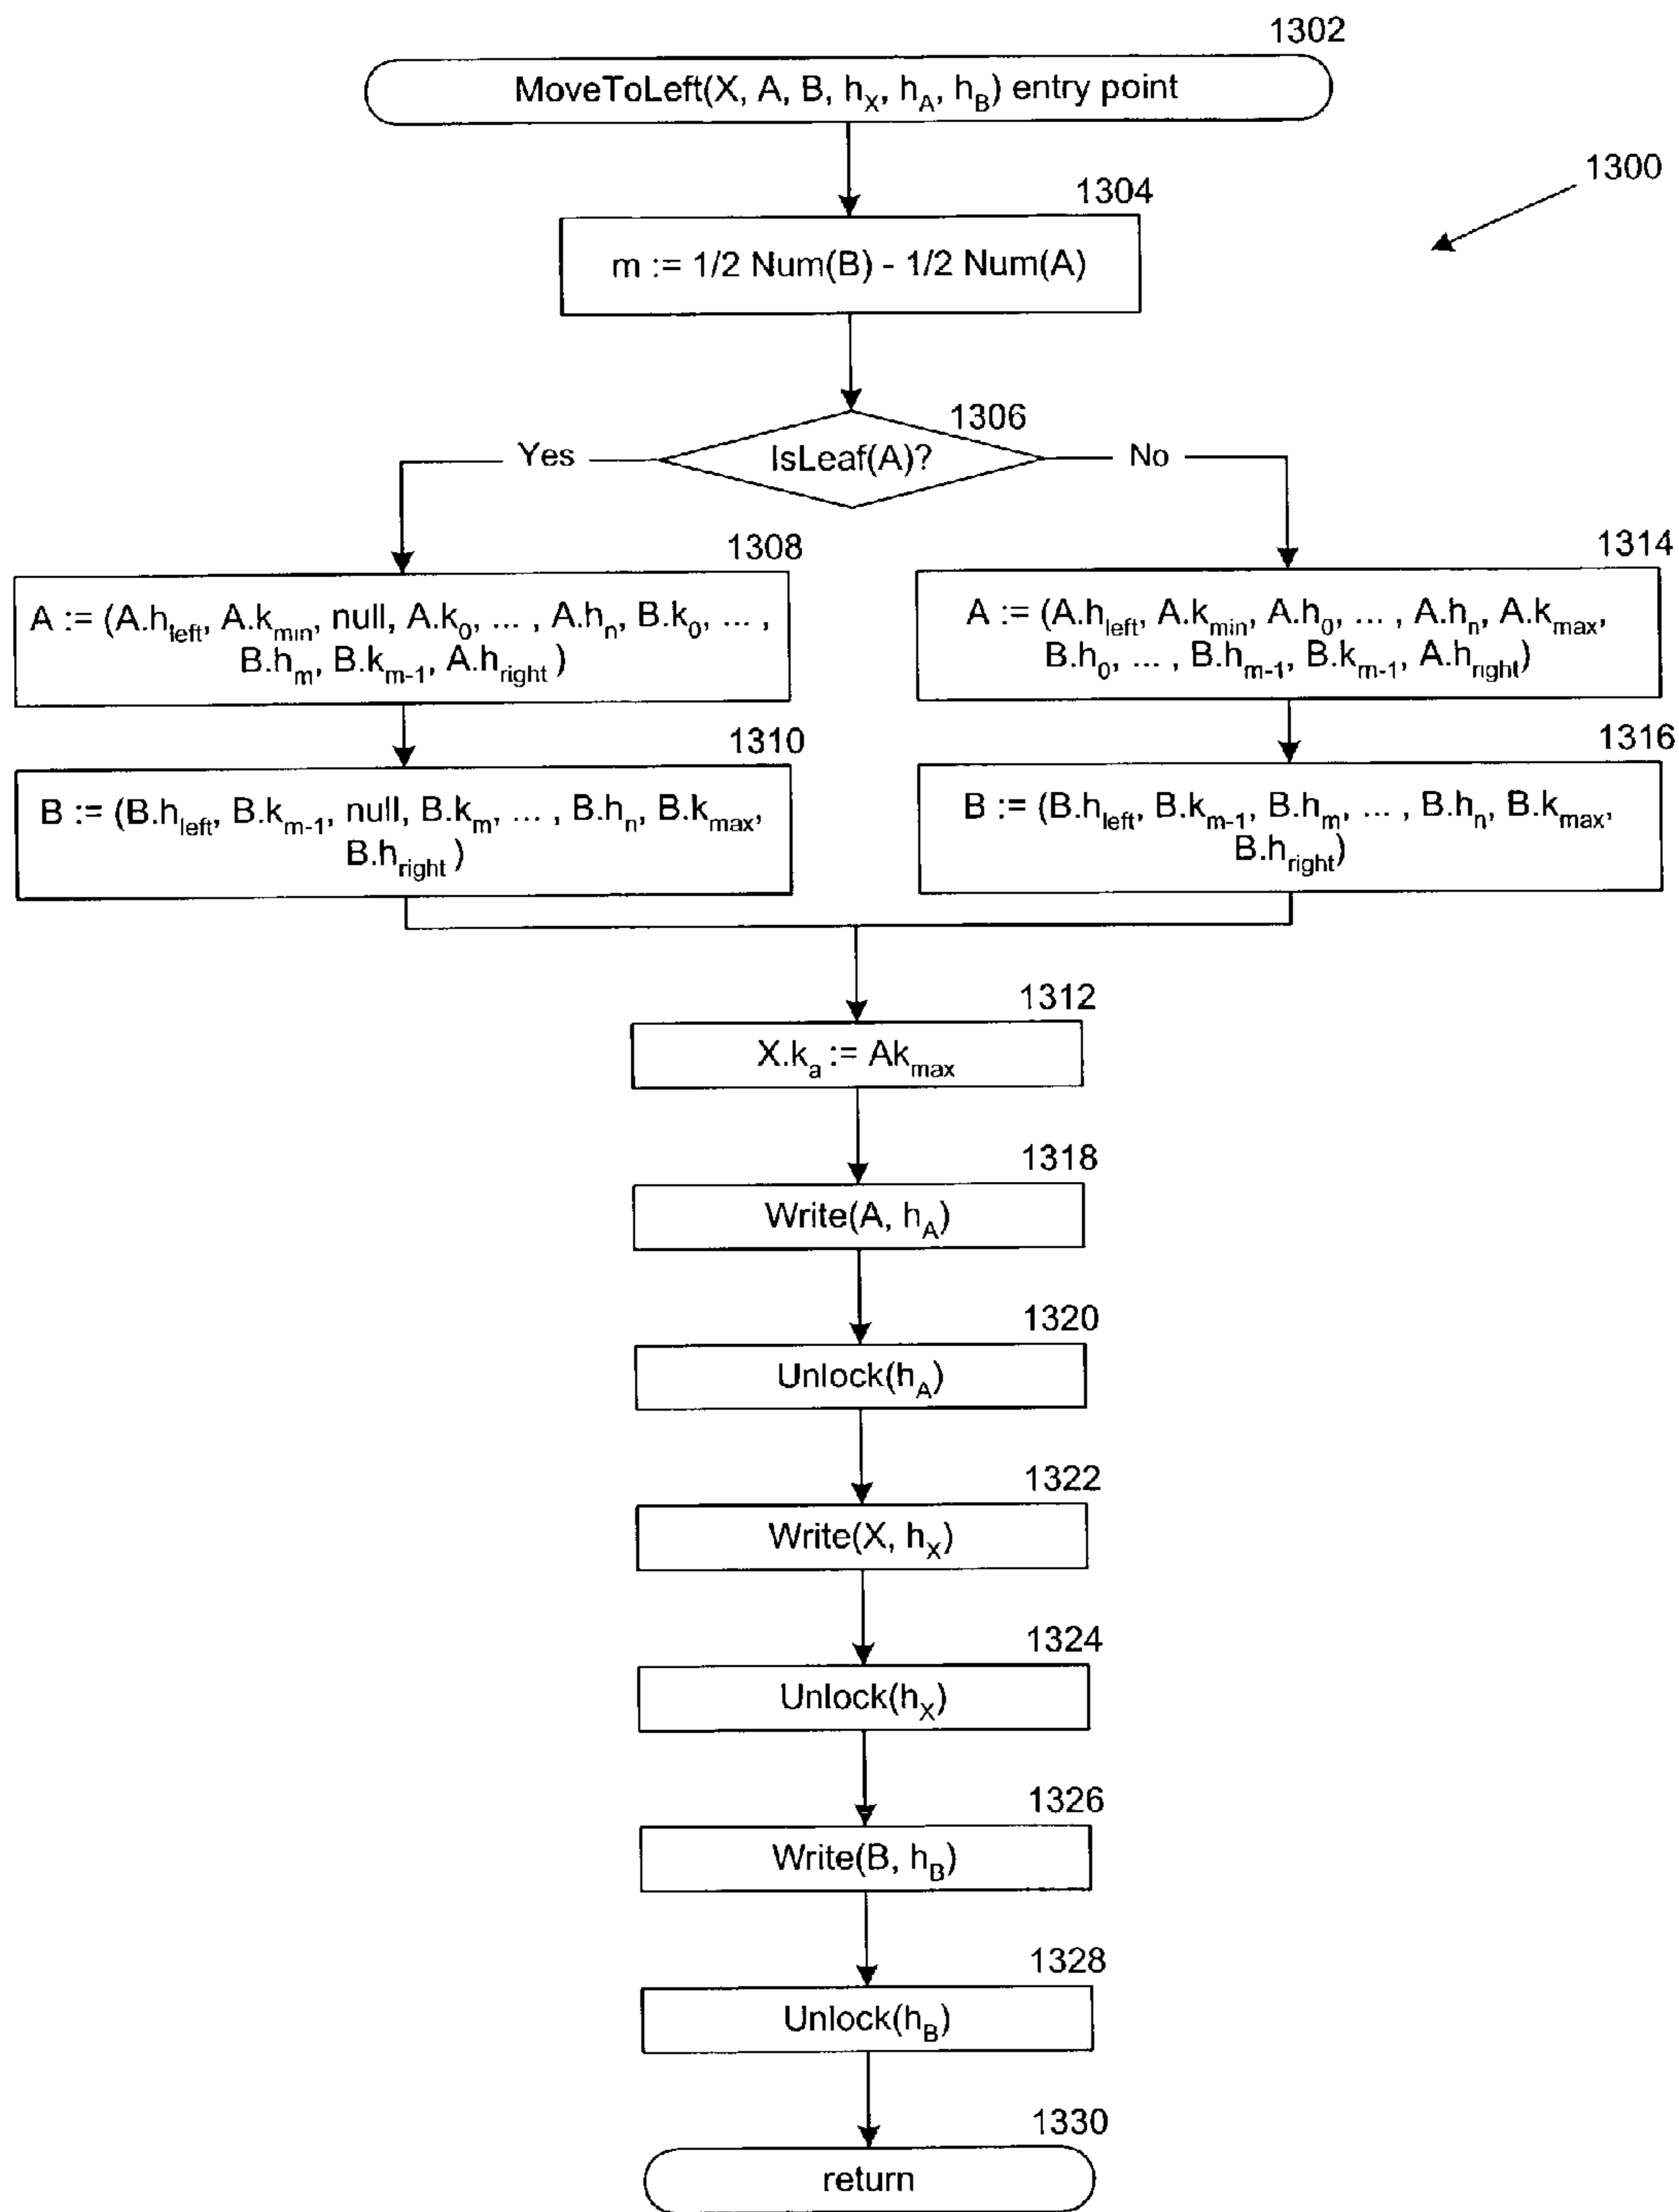 1302
MoveToLeft(X, A, B, hX, hA, hB) entry point
1300
1304
m := 1/2 Num(B) - 1/2 Num(A)
1306
Yes
IsLeaf(A)?
No
1308
A := (A.hleft, A.kmin, null, A.k0, ... , A.hn, B.k0, ... ,
B.hm, B.km-1, A.hright )
1314
A := (A.hleft, A.kmin, A.h0, ... , A.hn, A.kmax,
B.h0, ... , B.hm-1, B.km-1, A.hright)
1310
B := (B.hleft, B.km-1, null, B.km, ... , B.hn, B.kmax,
B.hright )
1316
B := (B.hleft, B.km-1, B.hm, ... , B.hn, B.kmax,
B.hright)
1312
X.ka := Akmax
1318
Write(A, hA)
1320
Unlock(hA)
1322
Write(X, hX)
1324
Unlock(hX)
1326
Write(B, hB)
1328
Unlock(hB)
1330
return